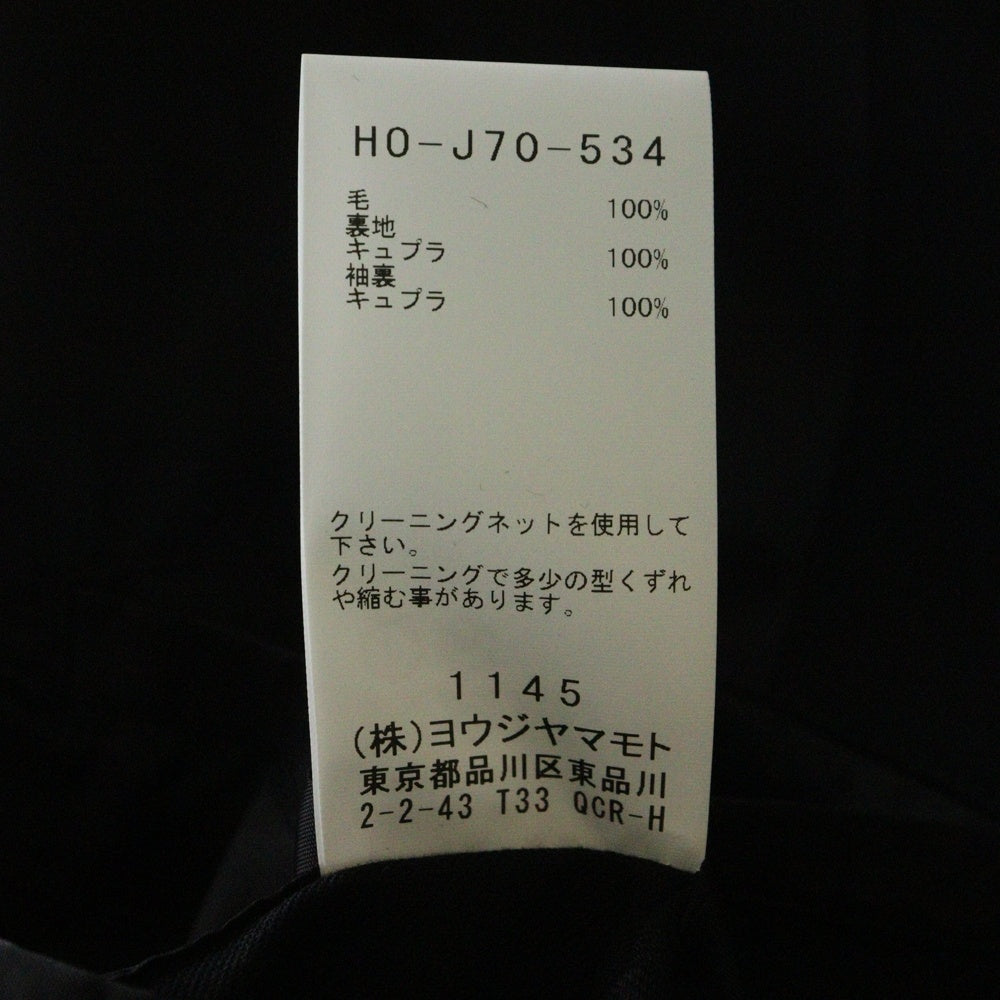 HO-J70-534
毛 100%
裏地
キュプラ 100%
袖裏
キュプラ 100%
クリーニングネットを使用して
下さい。
クリーニングで多少の型くずれ
や縮む事があります。
1145
(株)ヨウジヤマモト
東京都品川区東品川
2-2-43 T33 QCR-H